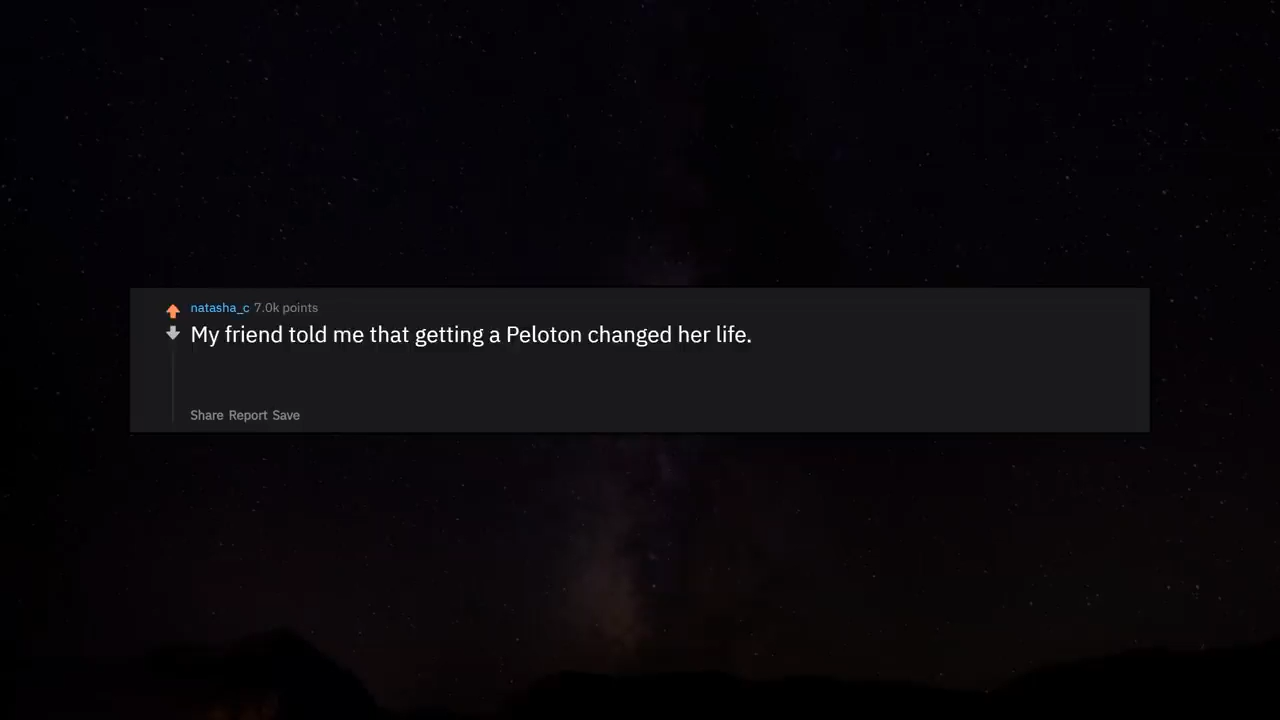 natasha_c 7.0k points
My friend told me that getting a Peloton changed her life.
Share Report Save